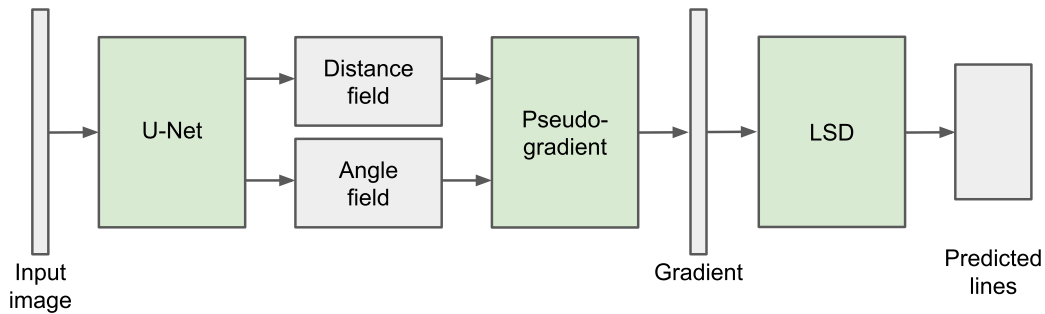 U-Net
Distance
field
Angle
field
Pseudo-
gradient
LSD
Input
image
Gradient
Predicted
lines